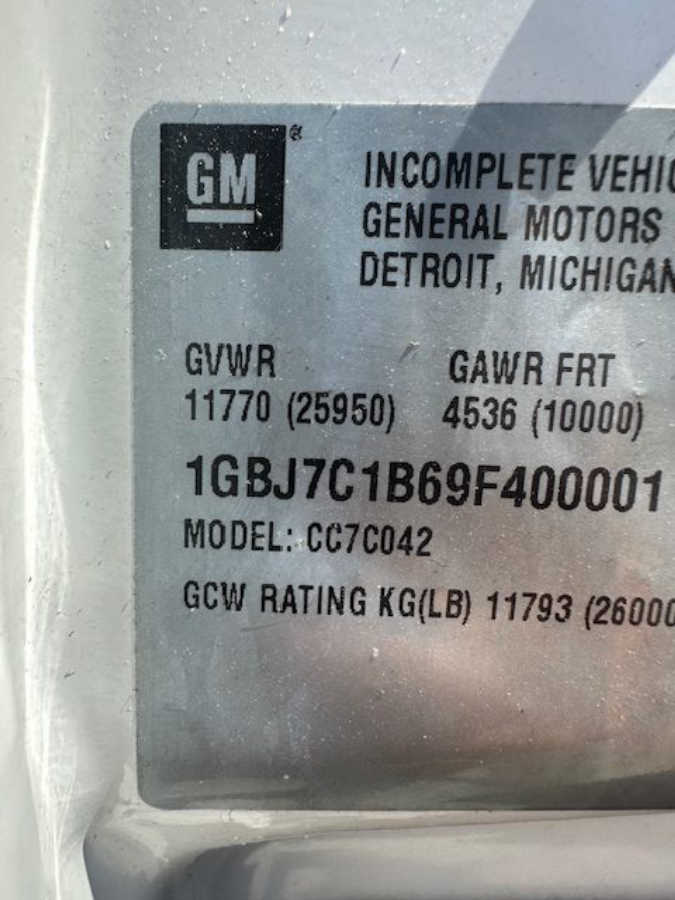 GM®
INCOMPLETE VEHIC
GENERAL MOTORS
DETROIT, MICHIGAN
GVWR GAWR FRT
11770 (25950) 4536 (10000)
1GBJ7C1B69F400001
MODEL: CC7C042
GCW RATING KG(LB) 11793 (26000